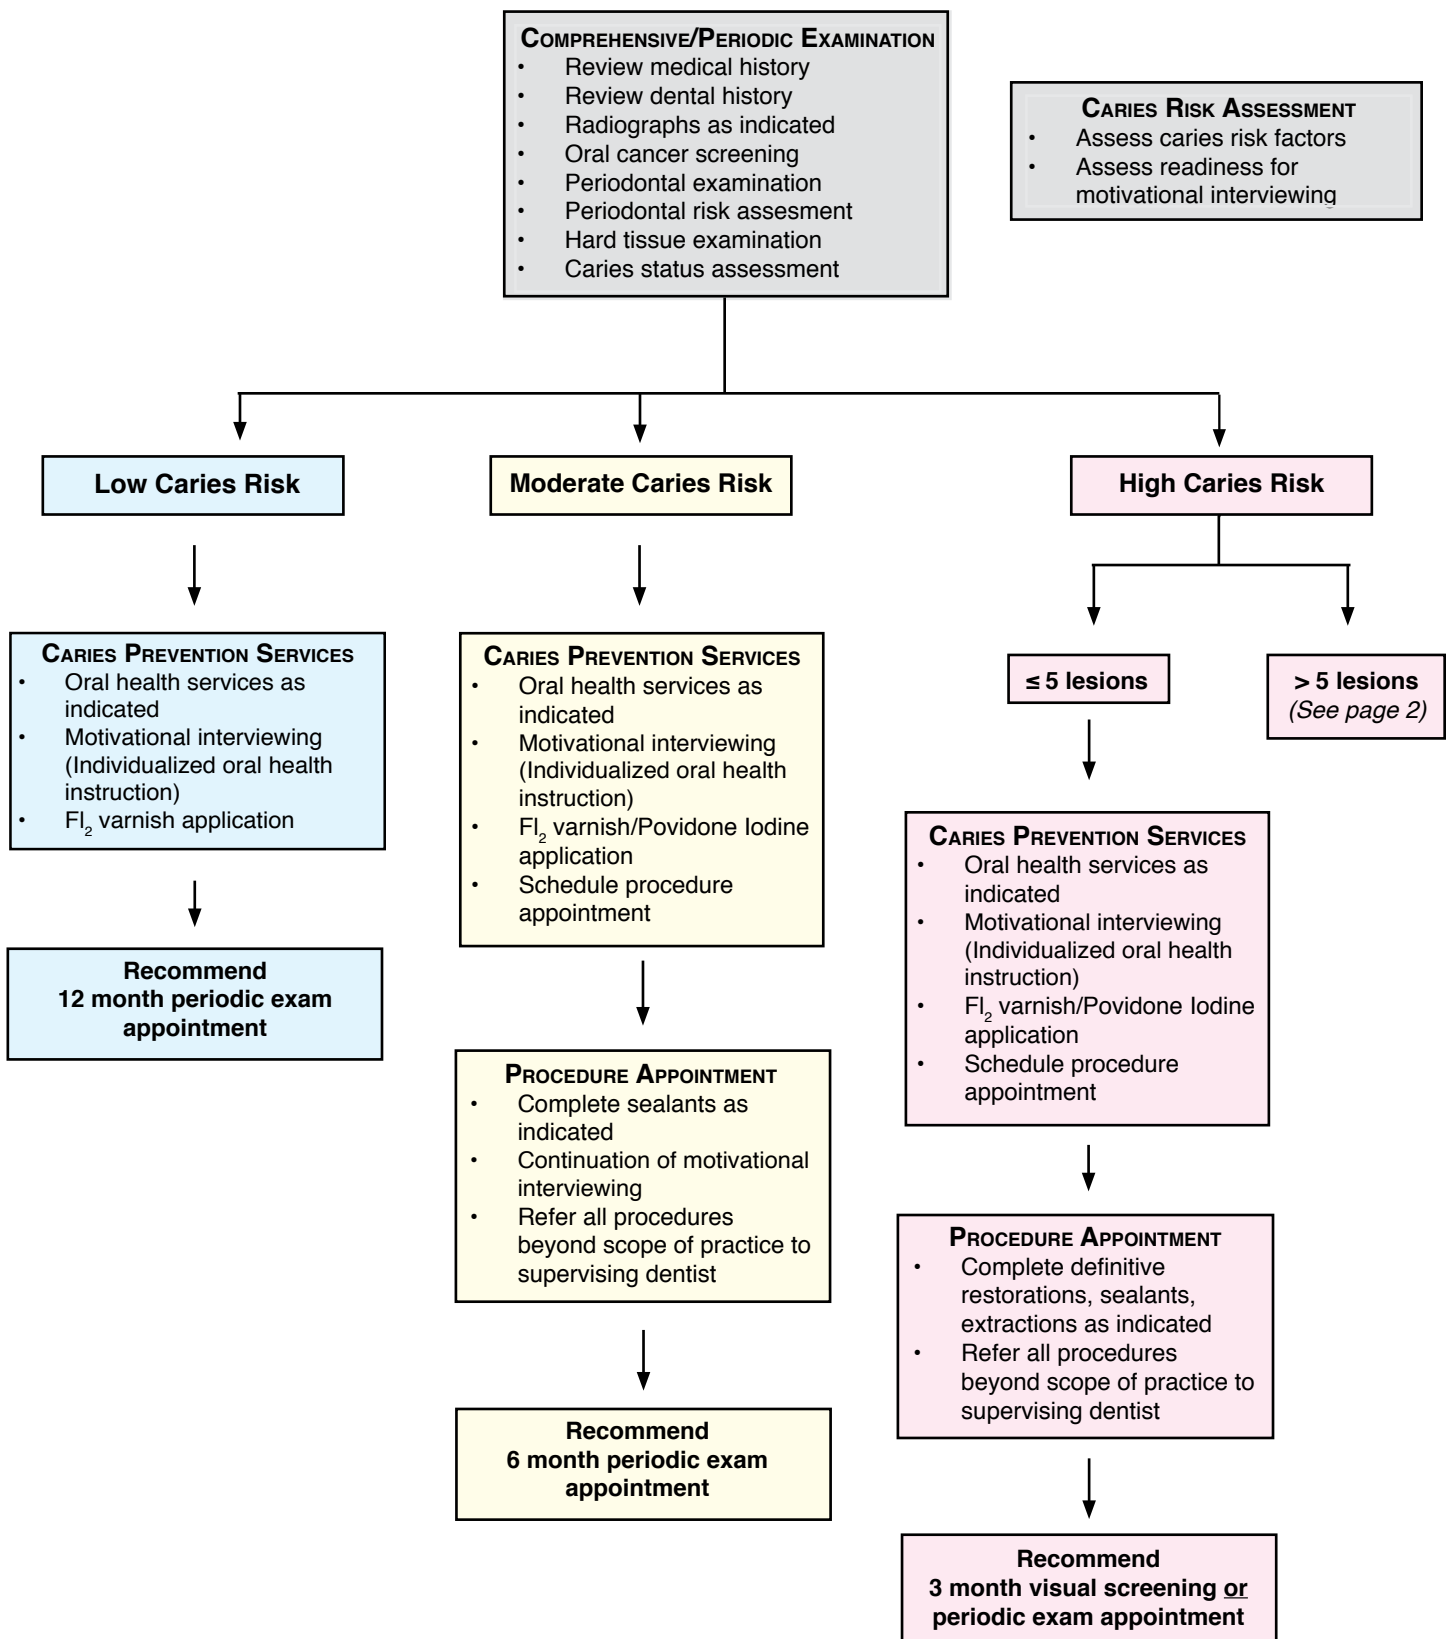 COMPREHENSIVE/PERIODIC EXAMINATION
• Review medical history
• Review dental history
• Radiographs as indicated
• Oral cancer screening
• Periodontal examination
• Periodontal risk assesment
• Hard tissue examination
• Caries status assessment
CARIES RISK ASSESSMENT
• Assess caries risk factors
• Assess readiness for
motivational interviewing
Low Caries Risk
CARIES PREVENTION SERVICES
• Oral health services as
indicated
• Motivational interviewing
(Individualized oral health
instruction)
• Fl₂ varnish application
Recommend
12 month periodic exam
appointment
Moderate Caries Risk
CARIES PREVENTION SERVICES
• Oral health services as
indicated
• Motivational interviewing
(Individualized oral health
instruction)
• Fl₂ varnish/Povidone Iodine
application
• Schedule procedure
appointment
PROCEDURE APPOINTMENT
• Complete sealants as
indicated
• Continuation of motivational
interviewing
• Refer all procedures
beyond scope of practice to
supervising dentist
Recommend
6 month periodic exam
appointment
High Caries Risk
≤ 5 lesions
> 5 lesions
(See page 2)
CARIES PREVENTION SERVICES
• Oral health services as
indicated
• Motivational interviewing
(Individualized oral health
instruction)
• Fl₂ varnish/Povidone Iodine
application
• Schedule procedure
appointment
PROCEDURE APPOINTMENT
• Complete definitive
restorations, sealants,
extractions as indicated
• Refer all procedures
beyond scope of practice to
supervising dentist
Recommend
3 month visual screening or
periodic exam appointment